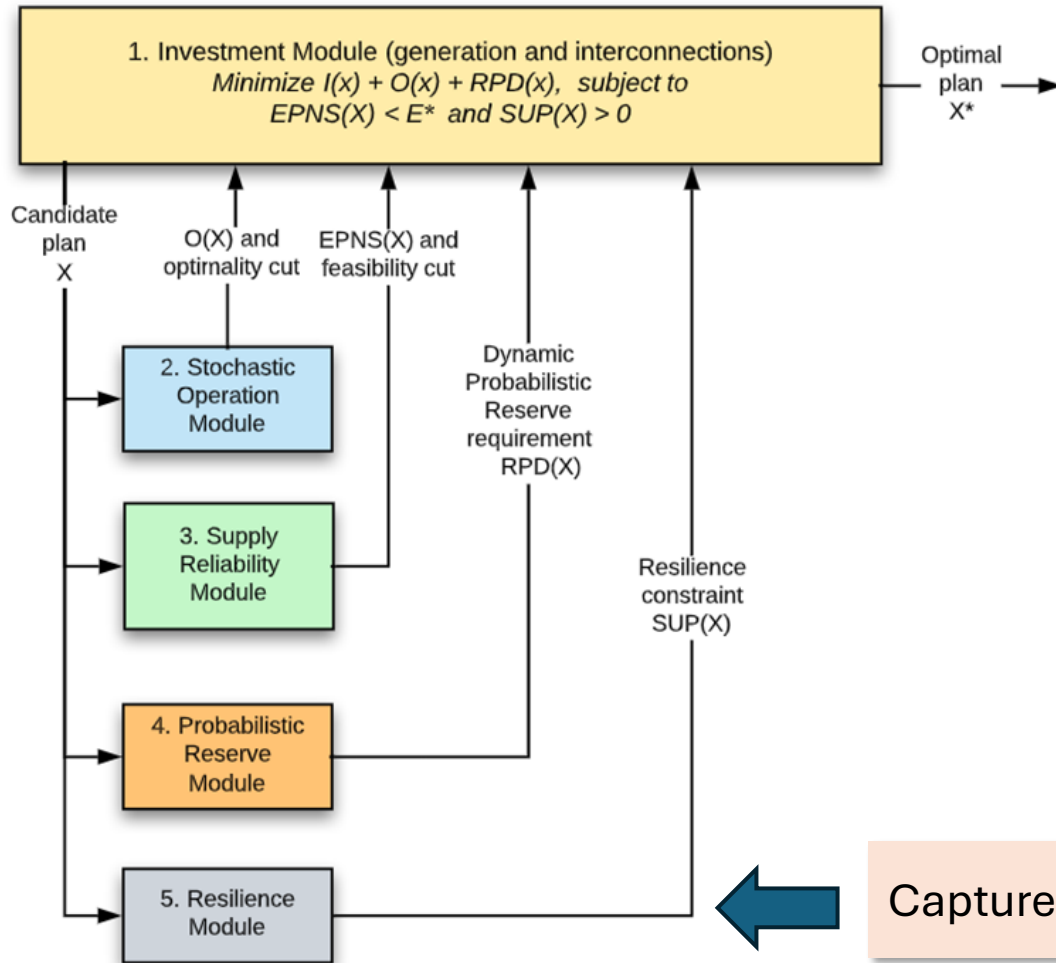 1. Investment Module (generation and interconnections)
Minimize I(x) + O(x) + RPD(x), subject to
EPNS(X) < E* and SUP(X) > 0
Optimal
plan
X*
Candidate
plan
X
O(X) and
optimality cut
EPNS(X) and
feasibility cut
2. Stochastic
Operation
Module
Dynamic
Probabilistic
Reserve
requirement
RPD(X)
3. Supply
Reliability
Module
Resilience
constraint
SUP(X)
4. Probabilistic
Reserve
Module
5. Resilience
Module
Capture